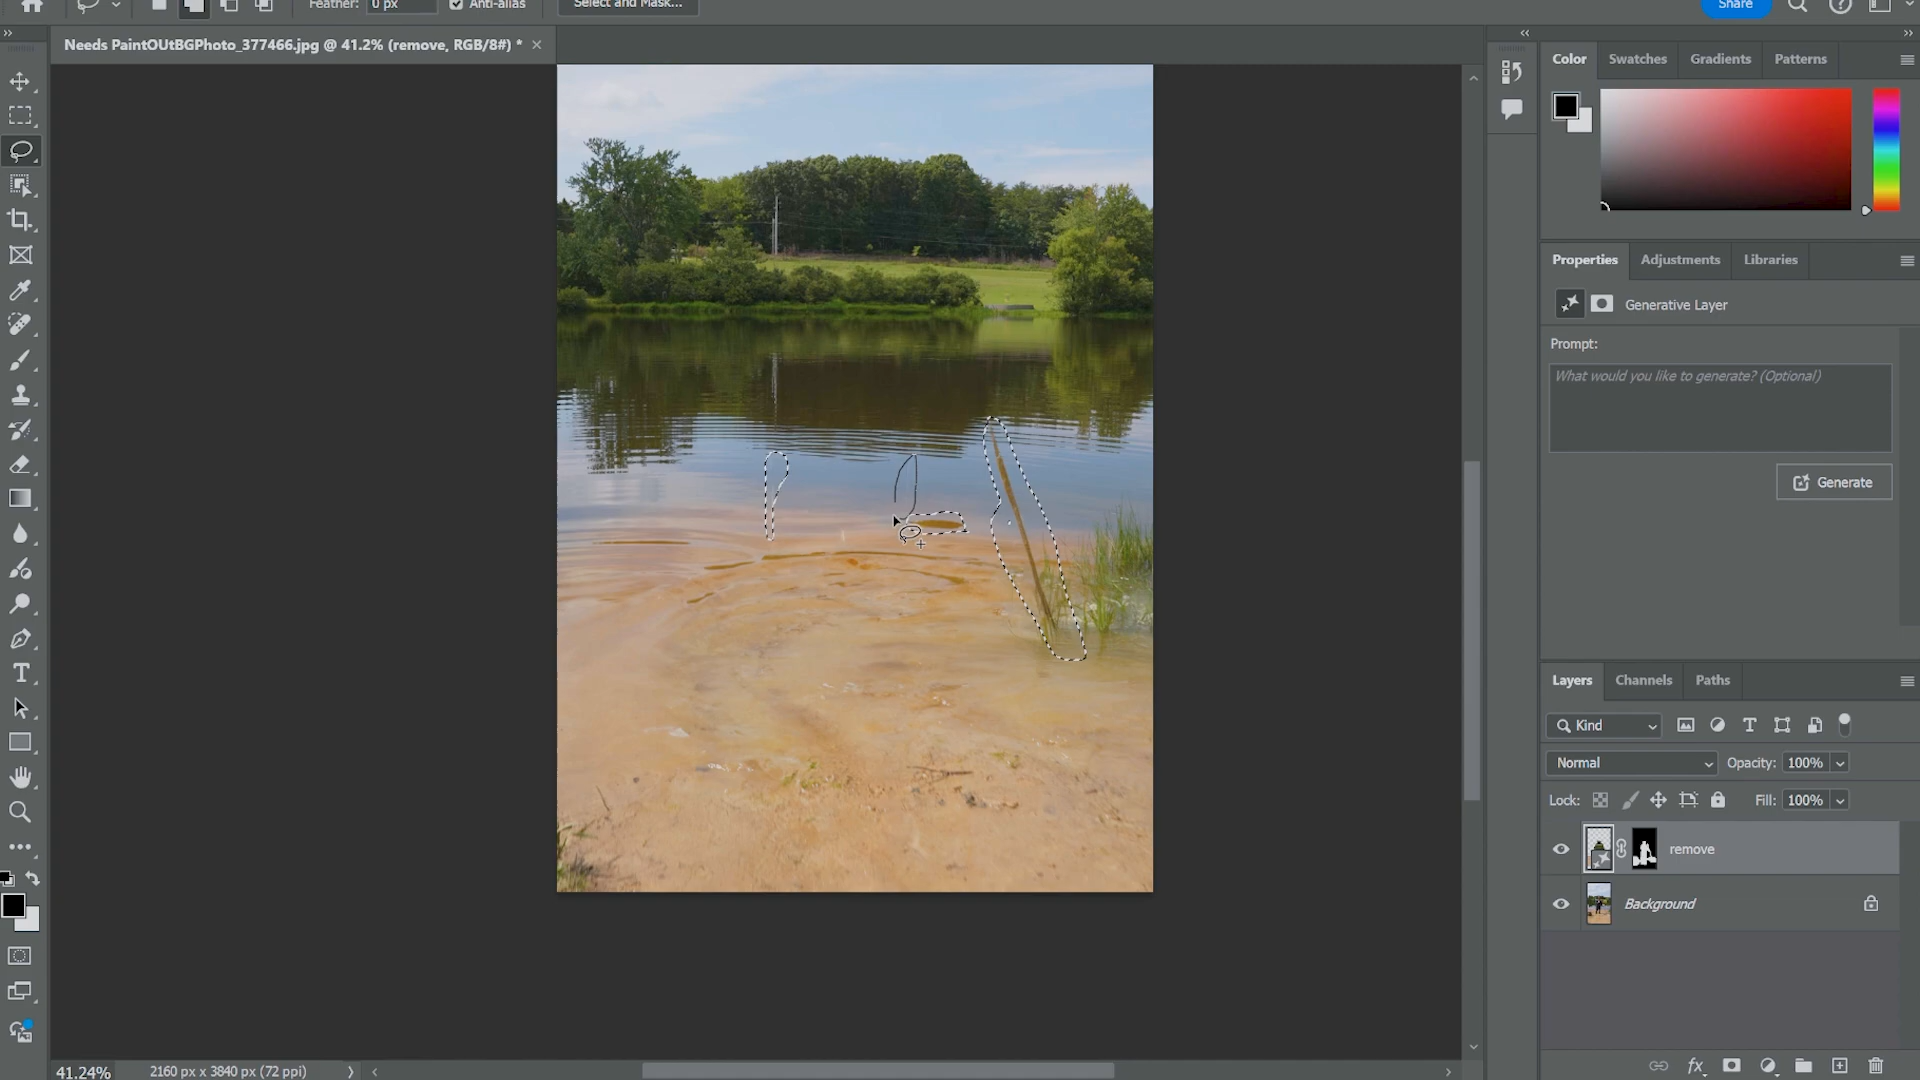 Feather: 0 px Anti-alias Select and Mask... Share
Needs PaintOUtBGPhoto_377466.jpg @ 41.2% (remove, RGB/8#) *
Color Swatches Gradients Patterns
Properties Adjustments Libraries
Generative Layer
Prompt:
What would you like to generate? (Optional)
Generate
Layers Channels Paths
Kind
Normal Opacity: 100%
Lock: Fill: 100%
remove
Background
41.24% 2160 px x 3840 px (72 ppi)